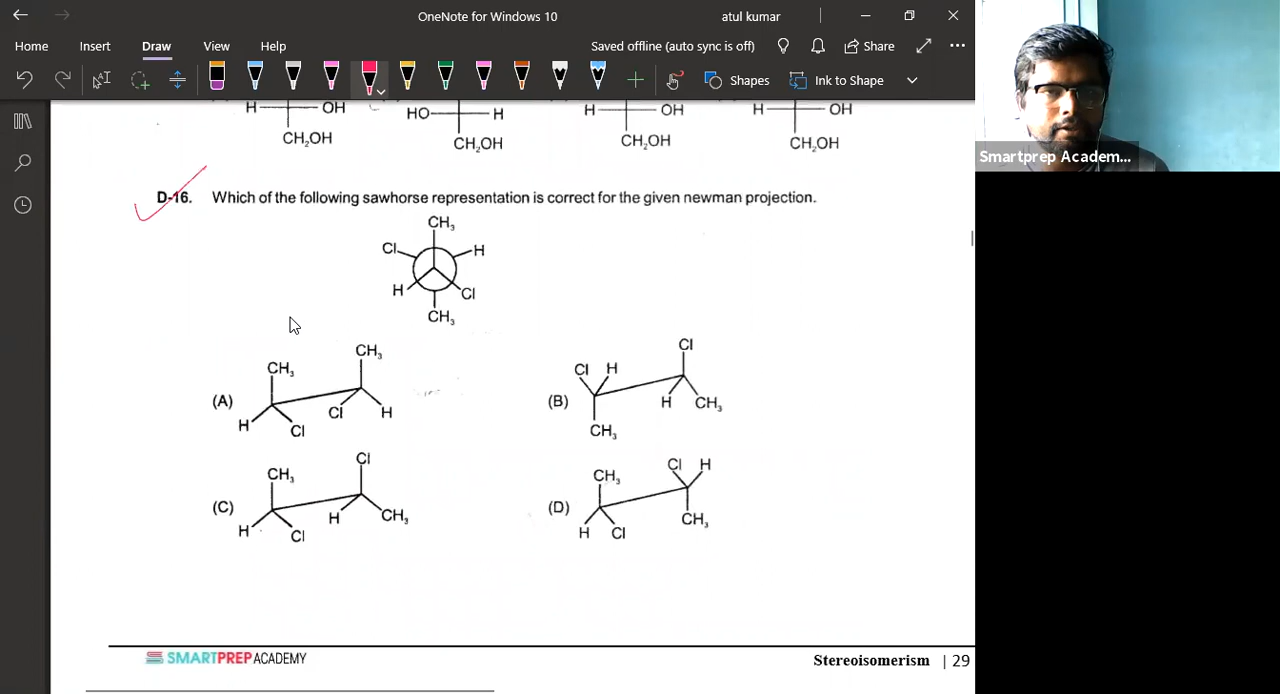 OneNote for Windows 10
atul kumar
Home Insert Draw View Help
Saved offline (auto sync is off)
Share
Shapes
Ink to Shape
H OH
HO H
H OH
H OH
CH₂OH
CH₂OH
CH₂OH
CH₂OH
Smartprep Academ...
D-16. Which of the following sawhorse representation is correct for the given newman projection.
CH₃
Cl H
H Cl
CH₃
(A)
CH₃ CH₃
H Cl Cl H
(B)
Cl H Cl
CH₃ H CH₃
(C)
CH₃ Cl
H Cl H CH₃
(D)
CH₃ Cl H
H Cl CH₃
SMARTPREP ACADEMY
Stereoisomerism | 29